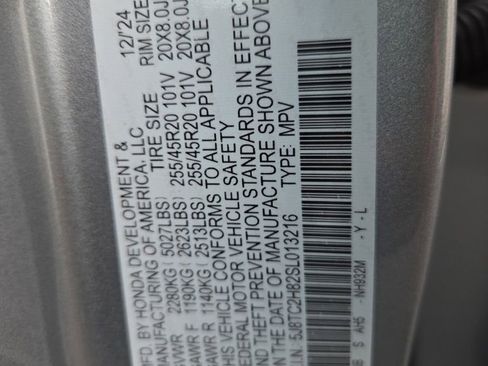 MFD. BY HONDA DEVELOPMENT & 12/'24
MANUFACTURING OF AMERICA, LLC
TIRE SIZE RIM SIZE
GVWR 2280KG(5027LBS)
GAWR F 1190KG(2623LBS) 255/45R20 101V 20X8.0J
GAWR R 1140KG(2513LBS) 255/45R20 101V 20X8.0J
THIS VEHICLE CONFORMS TO ALL APPLICABLE
FEDERAL MOTOR VEHICLE SAFETY
AND THEFT PREVENTION STANDARDS IN EFFECT
ON THE DATE OF MANUFACTURE SHOWN ABOVE
V.I.N: 5J8TC2H82SL013216 TYPE: MPV
S AH5 NH932M -Y-L